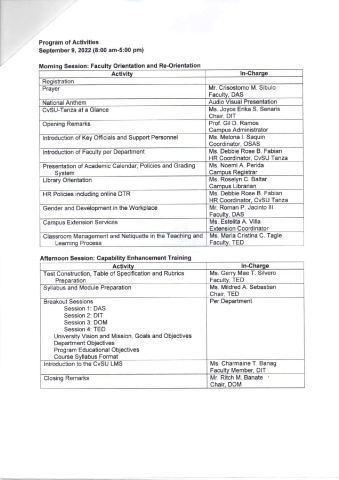 Program of Activities
September 9, 2022 (8:00 am-5:00 pm)
Morning Session: Faculty Orientation and Re-Orientation
Activity In-Charge
Registration
Prayer Mr. Crisostomo M. Sibulo
Faculty, DAS
National Anthem Audio Visual Presentation
CvSU-Tanza at a Glance Ms. Joyce Erika S. Senaris
Chair, DIT
Opening Remarks Prof. Gil D. Ramos
Campus Administrator
Introduction of Key Officials and Support Personnel Ms. Melona I. Saquin
Coordinator, OSAS
Introduction of Faculty per Department Ms. Debbie Rose B. Fabian
HR Coordinator, CvSU Tanza
Presentation of Academic Calendar, Policies and Grading Ms. Noemi A. Perida
System Campus Registrar
Library Orientation Ms. Roselyn C. Baltar
Campus Librarian
HR Policies including online DTR Ms. Debbie Rose B. Fabian
HR Coordinator, CvSU Tanza
Gender and Development in the Workplace Mr. Roman P. Jacinto III
Faculty, DAS
Campus Extension Services Ms. Estelita A. Villa
Extension Coordinator
Classroom Management and Netiquette in the Teaching and Ms. Maria Cristina C. Tagle
Learning Process Faculty, TED
Afternoon Session: Capability Enhancement Training
Activity In-Charge
Test Construction, Table of Specification and Rubrics Ms. Gerry Mae T. Silvero
Preparation Faculty, TED
Syllabus and Module Preparation Ms. Mildred A. Sebastian
Chair, TED
Breakout Sessions Per Department
Session 1: DAS
Session 2: DIT
Session 3: DOM
Session 4: TED
University Vision and Mission, Goals and Objectives
Department Objectives
Program Educational Objectives
Course Syllabus Format
Introduction to the CvSU LMS Ms. Charmaine T. Banag
Faculty Member, DIT
Closing Remarks Mr. Ritch M. Banate
Chair, DOM